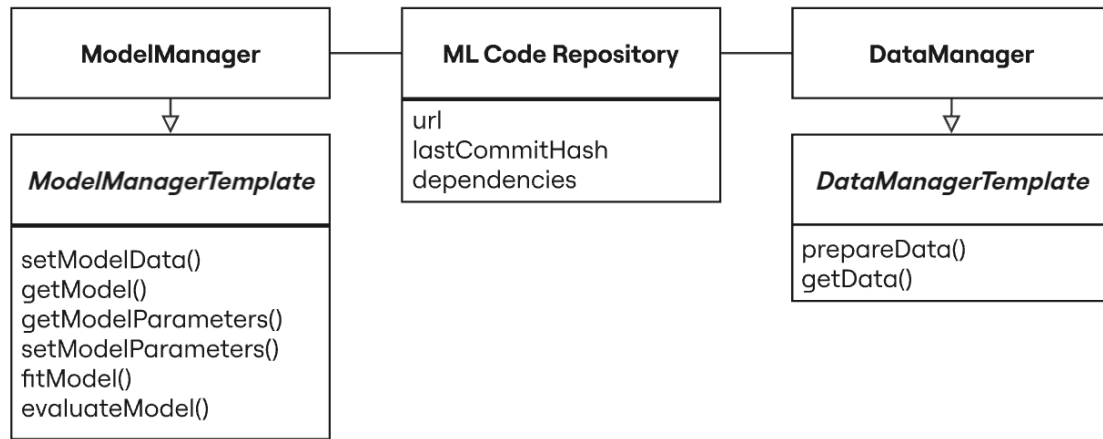 ModelManager
ML Code Repository
DataManager
ModelManagerTemplate
setModelData()
getModel()
getModelParameters()
setModelParameters()
fitModel()
evaluateModel()
url
lastCommitHash
dependencies
DataManagerTemplate
prepareData()
getData()